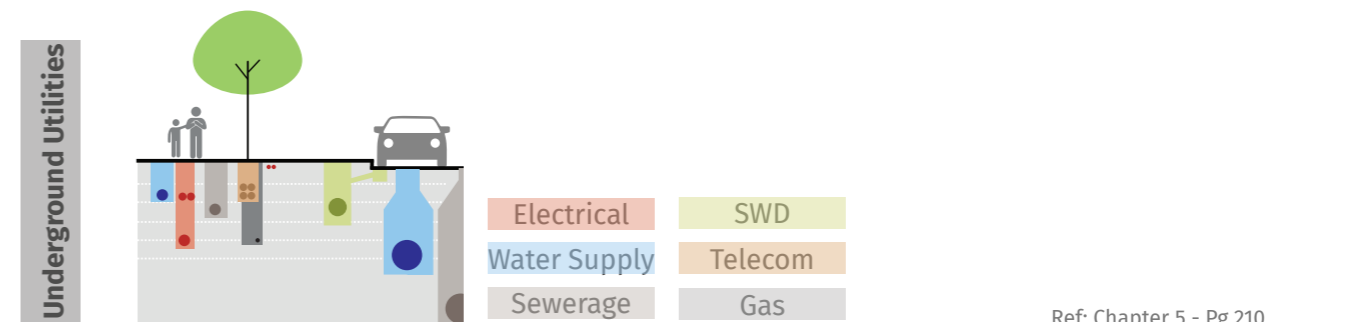 Underground Utilities
Electrical
SWD
Water Supply
Telecom
Sewerage
Gas
Ref: Chapter 5 - Pg 210